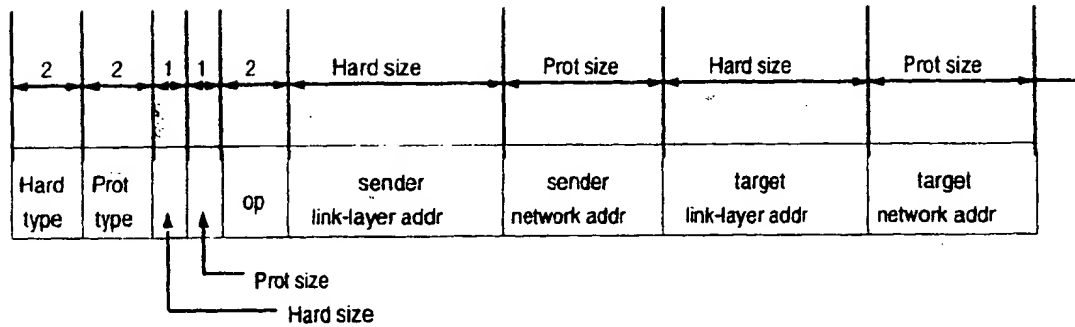 2 2 1 1 2 Hard size Prot size Hard size Prot size
Hard type Prot type op sender link-layer addr sender network addr target link-layer addr target network addr
Prot size
Hard size